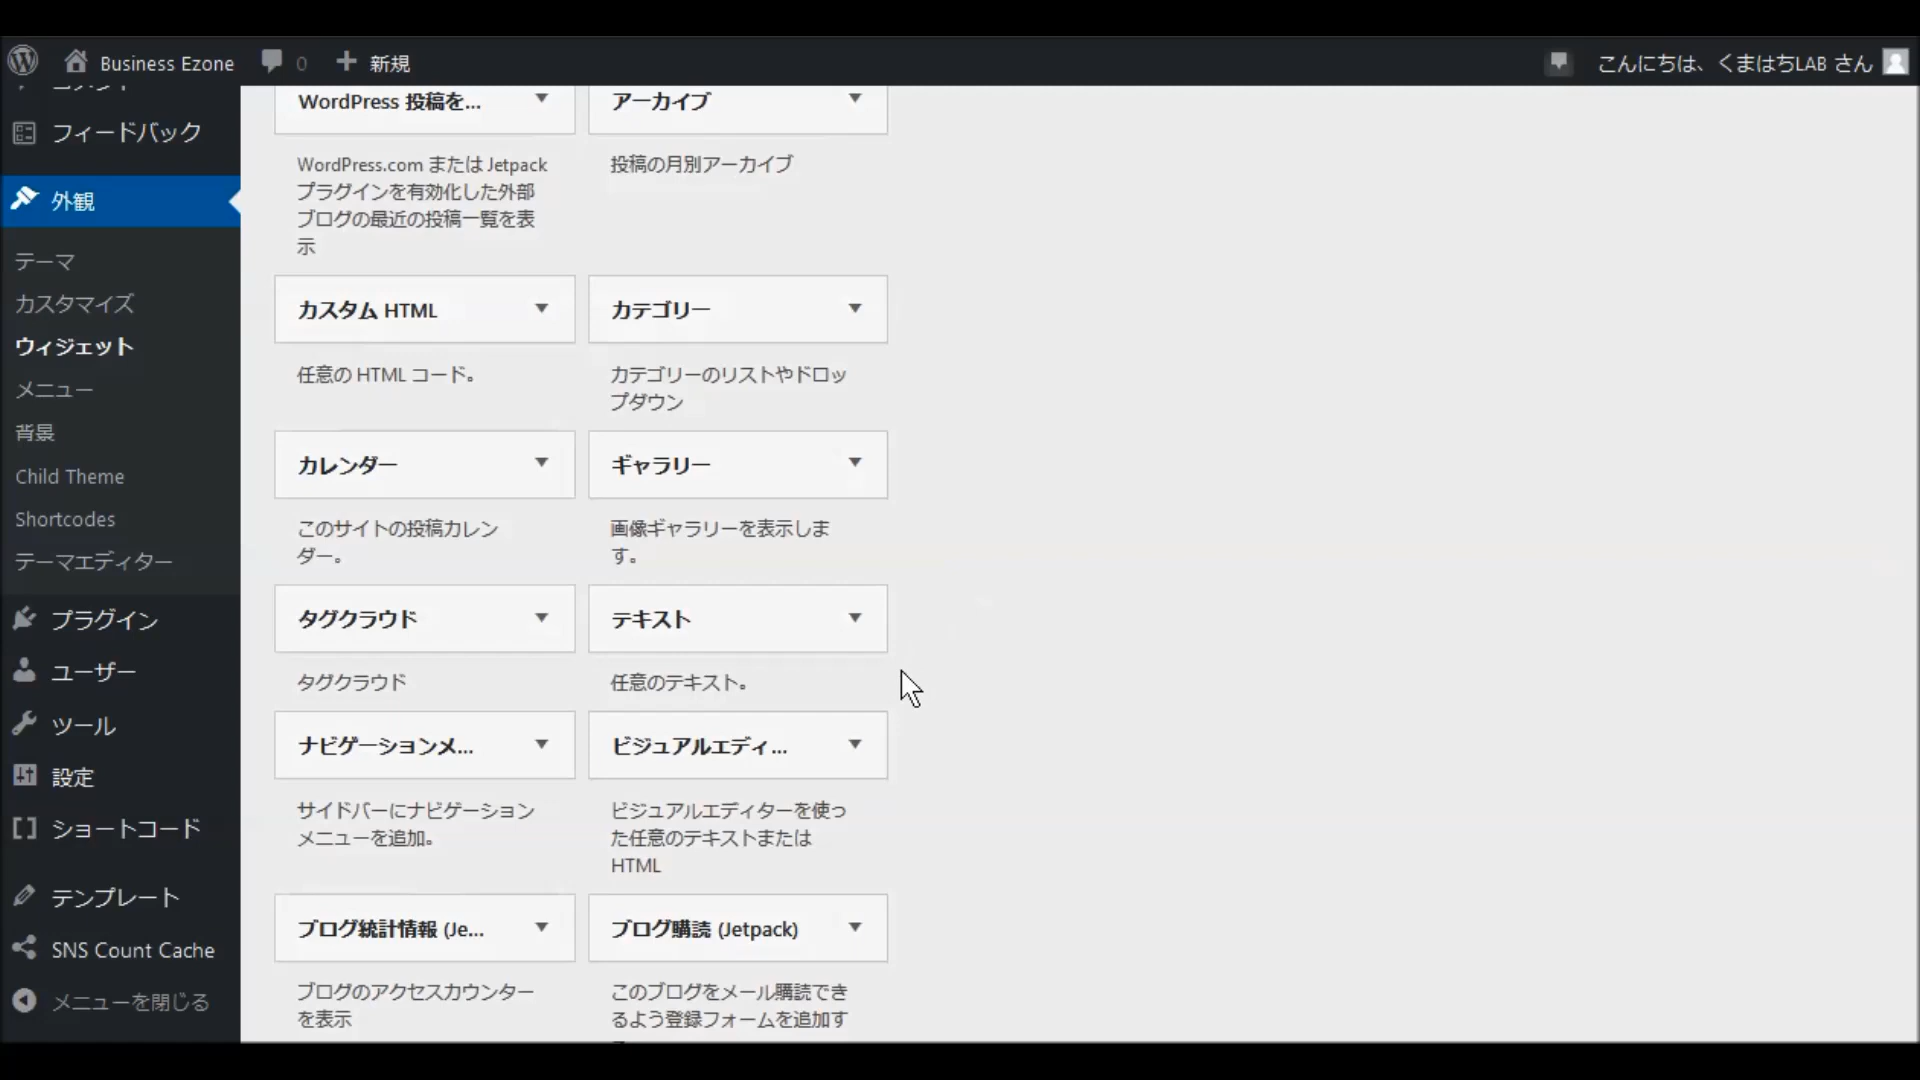 Business Ezone
0
新規
こんにちは、くまはちLAB さん
フィードバック
外観
テーマ
カスタマイズ
ウィジェット
メニュー
背景
Child Theme
Shortcodes
テーマエディター
プラグイン
ユーザー
ツール
設定
ショートコード
テンプレート
SNS Count Cache
メニューを閉じる
WordPress 投稿を...
WordPress.com または Jetpack
プラグインを有効化した外部
ブログの最近の投稿一覧を表
示
アーカイブ
投稿の月別アーカイブ
カスタム HTML
任意の HTML コード。
カテゴリー
カテゴリーのリストやドロッ
プダウン
カレンダー
このサイトの投稿カレン
ダー。
ギャラリー
画像ギャラリーを表示しま
す。
タグクラウド
タグクラウド
テキスト
任意のテキスト。
ナビゲーションメ...
サイドバーにナビゲーション
メニューを追加。
ビジュアルエディ...
ビジュアルエディターを使っ
た任意のテキストまたは
HTML
ブログ統計情報 (Je...
ブログのアクセスカウンター
を表示
ブログ購読 (Jetpack)
このブログをメール購読でき
るよう登録フォームを追加す